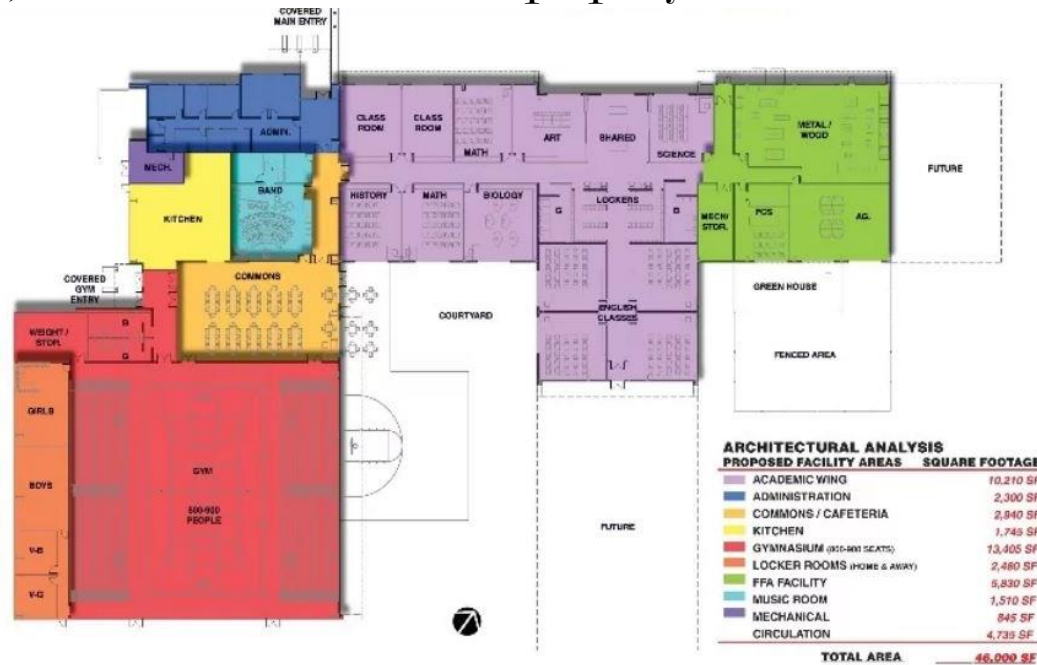 COVERED
MAIN ENTRY
ADMIN.
CLASS
ROOM
CLASS
ROOM
MATH
ART
SHARED
SCIENCE
METAL /
WOOD
FUTURE
MECH.
BAND
KITCHEN
HISTORY
MATH
BIOLOGY
G
LOCKERS
B
MECH/
STOR.
PCS
AG.
COVERED
GYM
ENTRY
COMMONS
COURTYARD
ENGLISH
CLASSES
GREEN HOUSE
FENCED AREA
WEIGHT /
STOR.
B
G
GIRLS
BOYS
V-B
V-G
GYM
PEOPLE
FUTURE
ARCHITECTURAL ANALYSIS
PROPOSED FACILITY AREAS SQUARE FOOTAGE
ACADEMIC WING 10,210 SF
ADMINISTRATION 2,300 SF
COMMONS / CAFETERIA 2,940 SF
KITCHEN 1,745 SF
GYMNASIUM (800-900 SEATS) 13,405 SF
LOCKER ROOMS (HOME & AWAY) 2,480 SF
FFA FACILITY 5,830 SF
MUSIC ROOM 1,510 SF
MECHANICAL 845 SF
CIRCULATION 4,735 SF
TOTAL AREA 46,000 SF